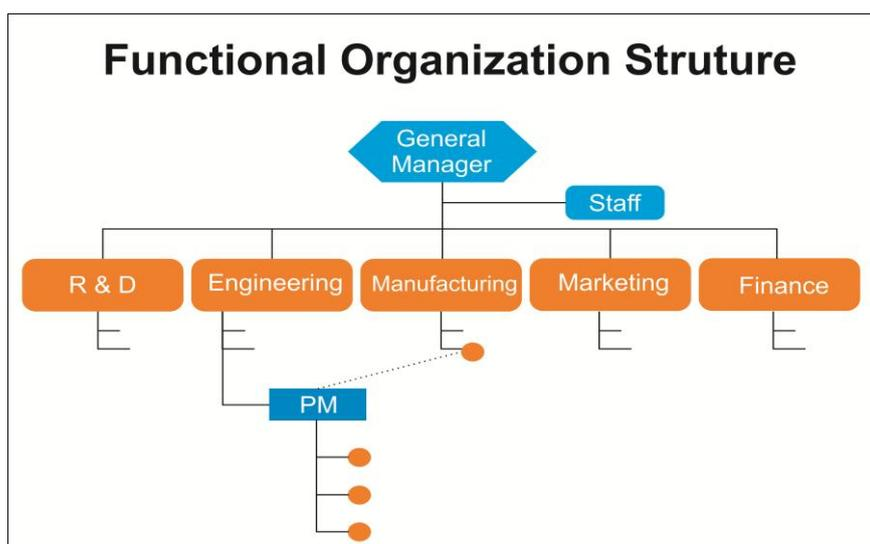 Functional Organization Struture
General
Manager
Staff
R & D
Engineering
Manufacturing
Marketing
Finance
PM